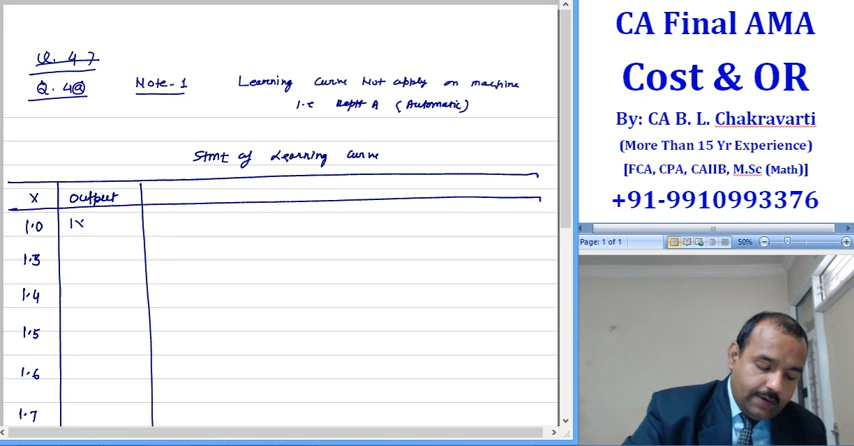 Q. 47
Q. 4(a)
Note-1
Learning Curve Not apply on machine
i.e Deptt A (Automatic)
Stmt of Learning Curve
X Output
1.0 1×
1.3
1.4
1.5
1.6
1.7
CA Final AMA
Cost & OR
By: CA B. L. Chakravarti
(More Than 15 Yr Experience)
[FCA, CPA, CAIIB, M.Sc (Math)]
+91-9910993376
Page: 1 of 1
50%